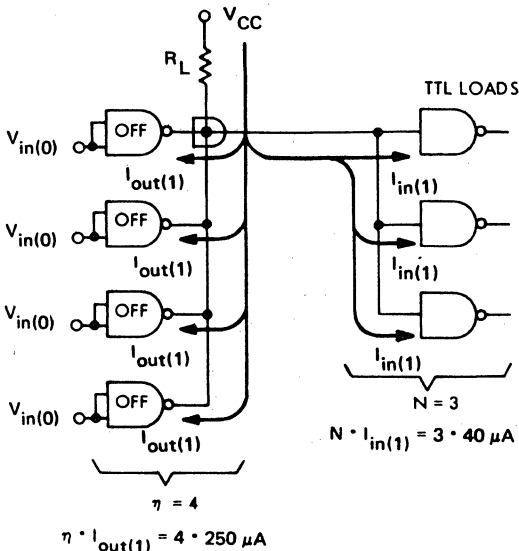 V_CC
R_L
TTL LOADS
OFF
V_in(0)
I_out(1)
I_in(1)
OFF
V_in(0)
I_out(1)
I_in(1)
OFF
V_in(0)
I_out(1)
I_in(1)
OFF
V_in(0)
I_out(1)
N = 3
N · I_in(1) = 3 · 40 μA
η = 4
η · I_out(1) = 4 · 250 μA